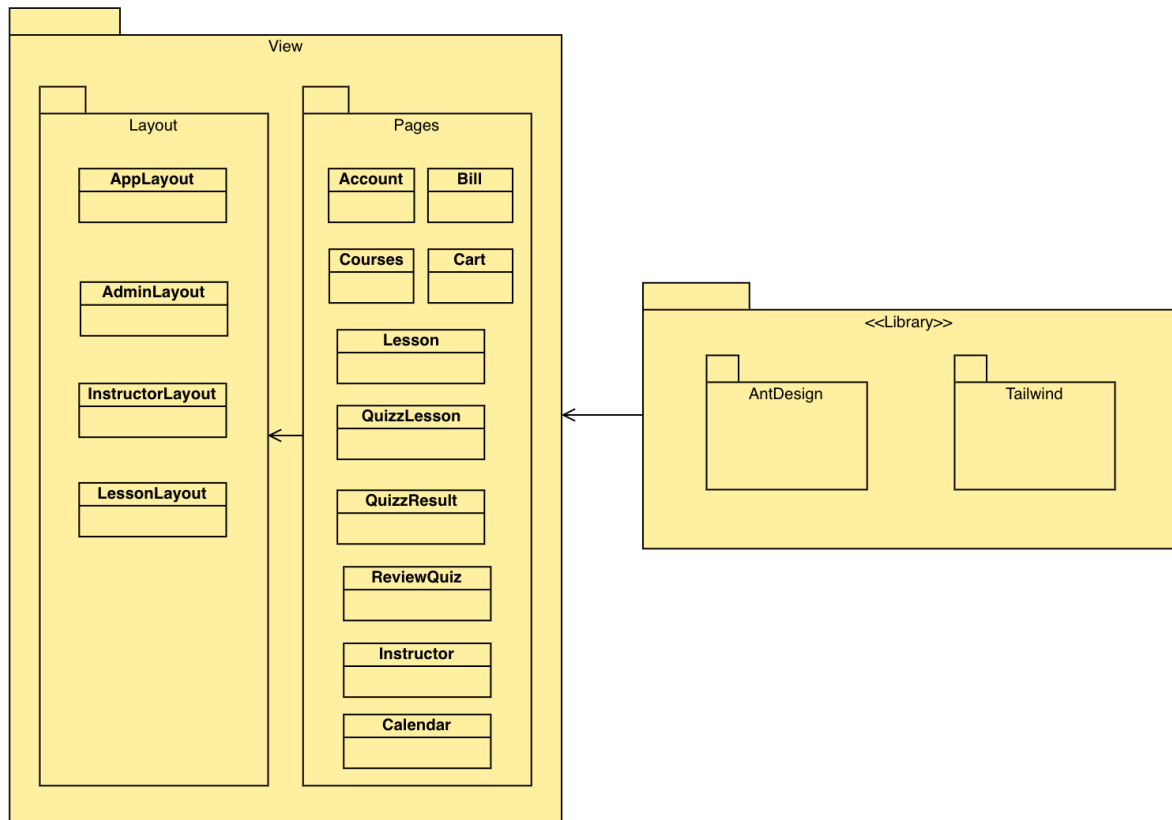 View
Layout
AppLayout
AdminLayout
InstructorLayout
LessonLayout
Pages
Account
Bill
Courses
Cart
Lesson
QuizzLesson
QuizzResult
ReviewQuiz
Instructor
Calendar
<<Library>>
AntDesign
Tailwind